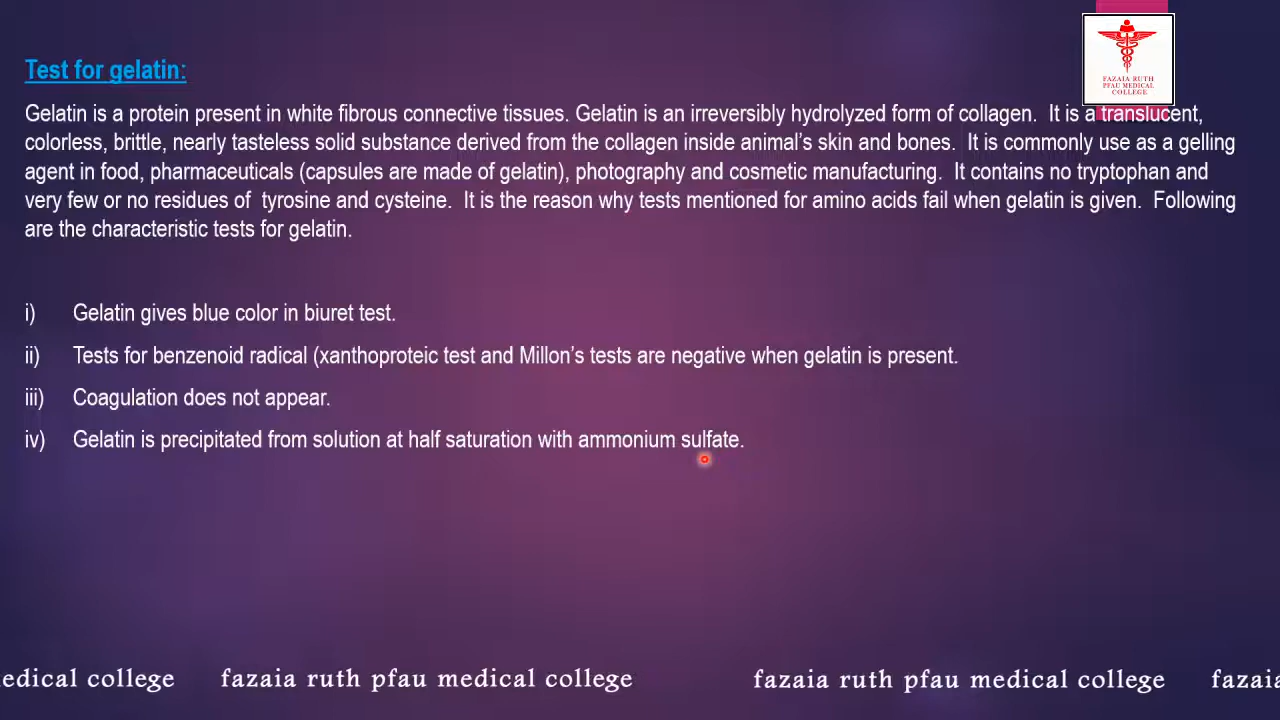 FAZAIA RUTH
PFAU MEDICAL
COLLEGE
Test for gelatin:
Gelatin is a protein present in white fibrous connective tissues. Gelatin is an irreversibly hydrolyzed form of collagen. It is a translucent,
colorless, brittle, nearly tasteless solid substance derived from the collagen inside animal's skin and bones. It is commonly use as a gelling
agent in food, pharmaceuticals (capsules are made of gelatin), photography and cosmetic manufacturing. It contains no tryptophan and
very few or no residues of tyrosine and cysteine. It is the reason why tests mentioned for amino acids fail when gelatin is given. Following
are the characteristic tests for gelatin.
i) Gelatin gives blue color in biuret test.
ii) Tests for benzenoid radical (xanthoproteic test and Millon's tests are negative when gelatin is present.
iii) Coagulation does not appear.
iv) Gelatin is precipitated from solution at half saturation with ammonium sulfate.
edical college fazaia ruth pfau medical college fazaia ruth pfau medical college fazaia